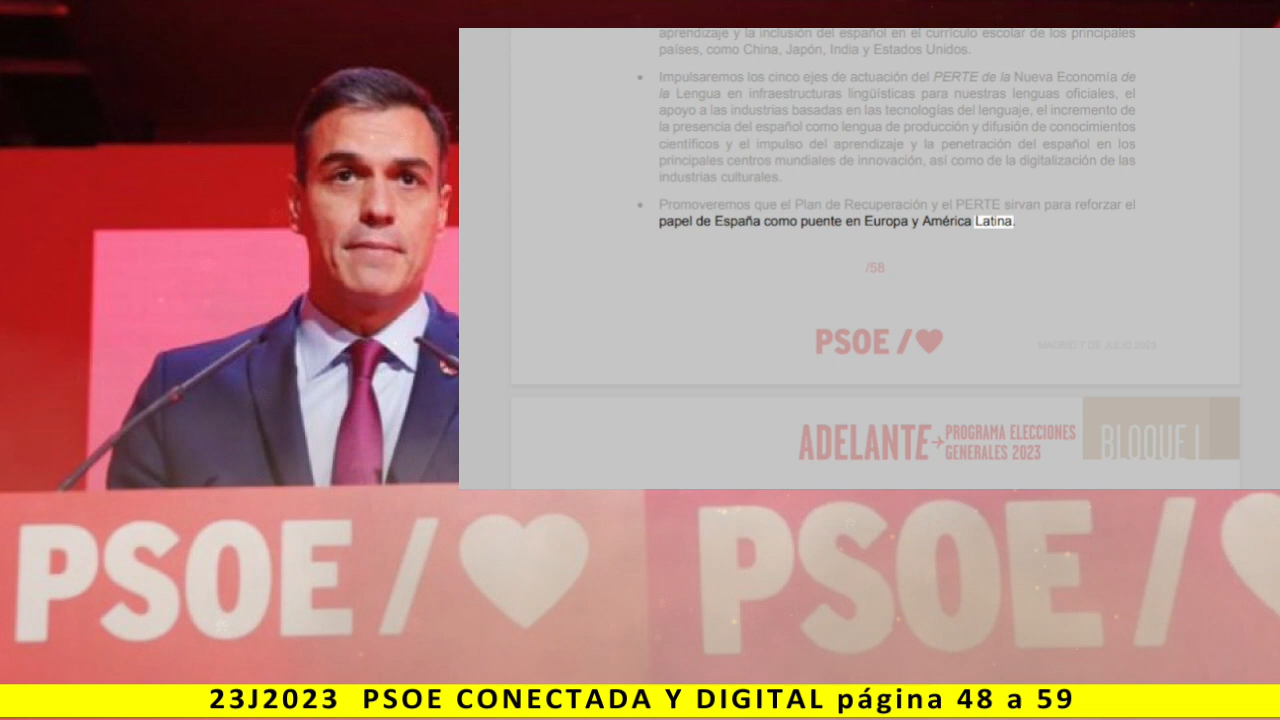 aprendizaje y la inclusión del español en el currículo escolar de los principales
países, como China, Japón, India y Estados Unidos.
• Impulsaremos los cinco ejes de actuación del PERTE de la Nueva Economía de
la Lengua en infraestructuras lingüísticas para nuestras lenguas oficiales, el
apoyo a las industrias basadas en las tecnologías del lenguaje, el incremento de
la presencia del español como lengua de producción y difusión de conocimientos
científicos y el impulso del aprendizaje y la penetración del español en los
principales centros mundiales de innovación, así como de la digitalización de las
industrias culturales.
• Promoveremos que el Plan de Recuperación y el PERTE sirvan para reforzar el
papel de España como puente en Europa y América Latina.
/58
PSOE /
MADRID 7 DE JULIO 2023
ADELANTE→PROGRAMA ELECCIONES
GENERALES 2023
BLOQUE I
PSOE /
PSOE /
23J2023 PSOE CONECTADA Y DIGITAL página 48 a 59